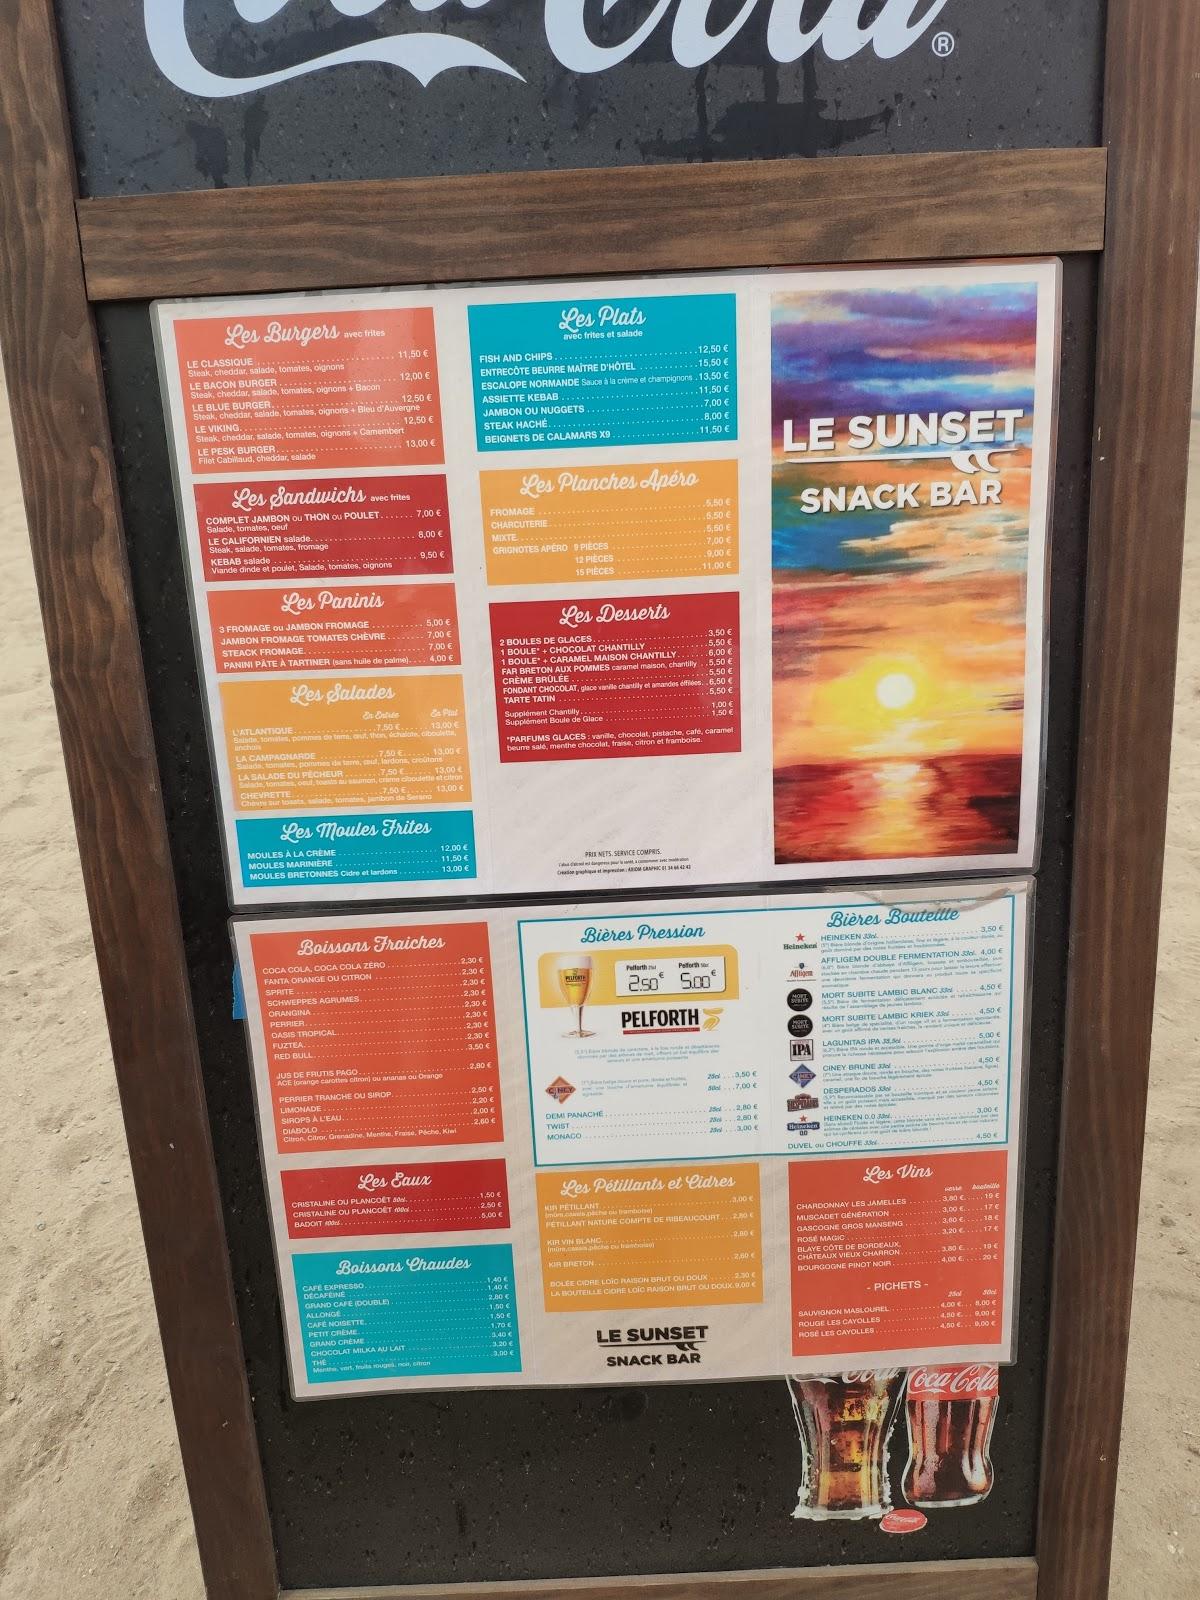 Coca-Cola ®
Les Burgers avec frites
LE CLASSIQUE 11,50 €
Steak, cheddar, salade, tomates, oignons
LE BACON BURGER 12,00 €
Steak, cheddar, salade, tomates, oignons + Bacon
LE BLUE BURGER 12,50 €
Steak, cheddar, salade, tomates, oignons + Bleu d'Auvergne
LE VIKING 12,50 €
Steak, cheddar, salade, tomates, oignons + Camembert
LE PESK BURGER 13,00 €
Filet Cabillaud, cheddar, salade
Les Sandwichs avec frites
COMPLET JAMBON ou THON ou POULET 7,00 €
Salade, tomates, oeuf
LE CALIFORNIEN salade 8,00 €
Steak, salade, tomates, fromage
KEBAB salade 9,50 €
Viande dinde et poulet, Salade, tomates, oignons
Les Paninis
3 FROMAGE ou JAMBON FROMAGE 5,00 €
JAMBON FROMAGE TOMATES CHÈVRE 7,00 €
STEACK FROMAGE 7,00 €
PANINI PÂTE À TARTINER (sans huile de palme) 4,00 €
Les Salades
En Entrée En Plat
L'ATLANTIQUE 7,50 € 13,00 €
Salade, tomates, pommes de terre, œuf, thon, échalote, ciboulette,
anchois
LA CAMPAGNARDE 7,50 € 13,00 €
Salade, tomates, pommes de terre, œuf, lardons, croûtons
LA SALADE DU PÊCHEUR 7,50 € 13,00 €
Salade, tomates, oeuf, toasts au saumon, crème ciboulette et citron
CHEVRETTE 7,50 € 13,00 €
Chèvre sur toasts, salade, tomates, jambon de Serano
Les Moules Frites
MOULES À LA CRÈME 12,00 €
MOULES MARINIÈRE 11,50 €
MOULES BRETONNES Cidre et lardons 13,00 €
Les Plats
avec frites et salade
FISH AND CHIPS 12,50 €
ENTRECÔTE BEURRE MAÎTRE D'HÔTEL 15,50 €
ESCALOPE NORMANDE Sauce à la crème et champignons 13,50 €
ASSIETTE KEBAB 11,50 €
JAMBON OU NUGGETS 7,00 €
STEAK HACHÉ 8,00 €
BEIGNETS DE CALAMARS X9 11,50 €
Les Planches Apéro
FROMAGE 5,50 €
CHARCUTERIE 5,50 €
MIXTE 5,50 €
GRIGNOTES APÉRO 9 PIÈCES 7,00 €
12 PIÈCES 9,00 €
15 PIÈCES 11,00 €
Les Desserts
2 BOULES DE GLACES 3,50 €
1 BOULE* + CHOCOLAT CHANTILLY 5,50 €
1 BOULE* + CARAMEL MAISON CHANTILLY 6,00 €
FAR BRETON AUX POMMES caramel maison, chantilly 5,50 €
CRÈME BRÛLÉE 5,50 €
FONDANT CHOCOLAT, glace vanille chantilly et amandes éffilées 6,50 €
TARTE TATIN 5,50 €
Supplément Chantilly 1,00 €
Supplément Boule de Glace 1,50 €
*PARFUMS GLACES : vanille, chocolat, pistache, café, caramel
beurre salé, menthe chocolat, fraise, citron et framboise.
PRIX NETS. SERVICE COMPRIS.
L'abus d'alcool est dangereux pour la santé, à consommer avec modération
Création graphique et impression : AXIOM GRAPHIC 01 34 66 42 42
LE SUNSET
SNACK BAR
Boissons Fraiches
COCA COLA, COCA COLA ZÉRO 2,30 €
FANTA ORANGE OU CITRON 2,30 €
SPRITE 2,30 €
SCHWEPPES AGRUMES 2,30 €
ORANGINA 2,30 €
PERRIER 2,30 €
OASIS TROPICAL 2,30 €
FUZTEA 2,30 €
RED BULL 3,50 €
JUS DE FRUTIS PAGO 2,80 €
ACE (orange carottes citron) ou ananas ou Orange
PERRIER TRANCHE OU SIROP 2,50 €
LIMONADE 2,20 €
SIROPS À L'EAU 2,00 €
DIABOLO 2,60 €
Citron, Citror, Grenadine, Menthe, Fraise, Pêche, Kiwi
Les Eaux
CRISTALINE OU PLANCOËT 50cl 1,50 €
CRISTALINE OU PLANCOËT 100cl 2,50 €
BADOIT 100cl 5,00 €
Boissons Chaudes
CAFÉ EXPRESSO 1,40 €
DÉCAFÉINÉ 1,40 €
GRAND CAFÉ (DOUBLE) 2,80 €
ALLONGÉ 1,50 €
CAFÉ NOISETTE 1,50 €
PETIT CRÈME 1,70 €
GRAND CRÈME 3,40 €
CHOCOLAT MILKA AU LAIT 3,20 €
THÉ 3,00 €
Menthe, vert, fruits rouges, noir, citron
Bières Pression
PELFORTH
Pelforth 25cl 2.50 € Pelforth 50cl 5.00 €
PELFORTH
CINEY
25cl 3,50 €
50cl 7,00 €
DEMI PANACHÉ 25cl 2,80 €
TWIST 25cl 2,80 €
MONACO 25cl 3,00 €
Bières Bouteille
Heineken
HEINEKEN 33cl 3,50 €
Affligem
AFFLIGEM DOUBLE FERMENTATION 33cl 4,00 €
MORT SUBITE
MORT SUBITE LAMBIC BLANC 33cl 4,50 €
MORT SUBITE
MORT SUBITE LAMBIC KRIEK 33cl 4,50 €
IPA
LAGUNITAS IPA 35,5cl 5,00 €
CINEY
CINEY BRUNE 33cl 4,50 €
DESPERADOS 33cl 4,50 €
Heineken 0.0
HEINEKEN 0.0 33cl 3,00 €
DUVEL ou CHOUFFE 33cl 4,50 €
Les Pétillants et Cidres
KIR PÉTILLANT 3,00 €
(mûre,cassis,pêche ou framboise)
PÉTILLANT NATURE COMPTE DE RIBEAUCOURT 2,80 €
KIR VIN BLANC 2,80 €
(mûre,cassis,pêche ou framboise)
KIR BRETON 2,60 €
BOLÉE CIDRE LOÏC RAISON BRUT OU DOUX 2,30 €
LA BOUTEILLE CIDRE LOÏC RAISON BRUT OU DOUX 9,00 €
LE SUNSET
SNACK BAR
Les Vins
verre bouteille
CHARDONNAY LES JAMELLES 3,80 € 19 €
MUSCADET GÉNÉRATION 3,00 € 17 €
GASCOGNE GROS MANSENG 3,60 € 18 €
ROSÉ MAGIC 3,20 € 17 €
BLAYE CÔTE DE BORDEAUX,
CHÂTEAUX VIEUX CHARRON 3,80 € 19 €
BOURGOGNE PINOT NOIR 4,00 € 20 €
- PICHETS -
25cl 50cl
SAUVIGNON MASLOUREL 4,00 € 8,00 €
ROUGE LES CAYOLLES 4,50 € 9,00 €
ROSÉ LES CAYOLLES 4,50 € 9,00 €
Coca-Cola